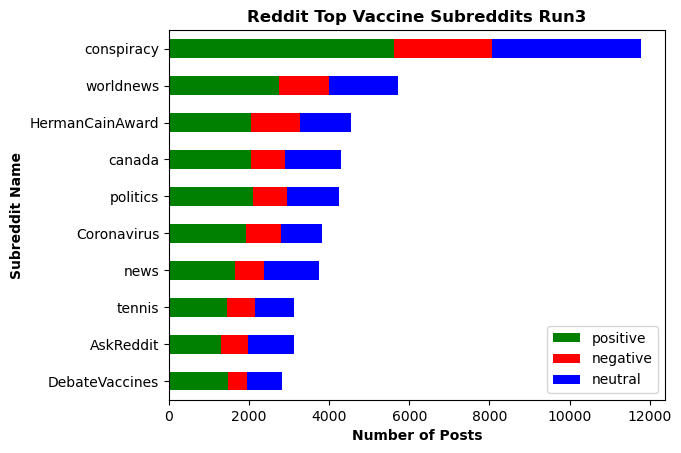 Reddit Top Vaccine Subreddits Run3
Subreddit Name
conspiracy
worldnews
HermanCainAward
canada
politics
Coronavirus
news
tennis
AskReddit
DebateVaccines
positive
negative
neutral
0 2000 4000 6000 8000 10000 12000
Number of Posts